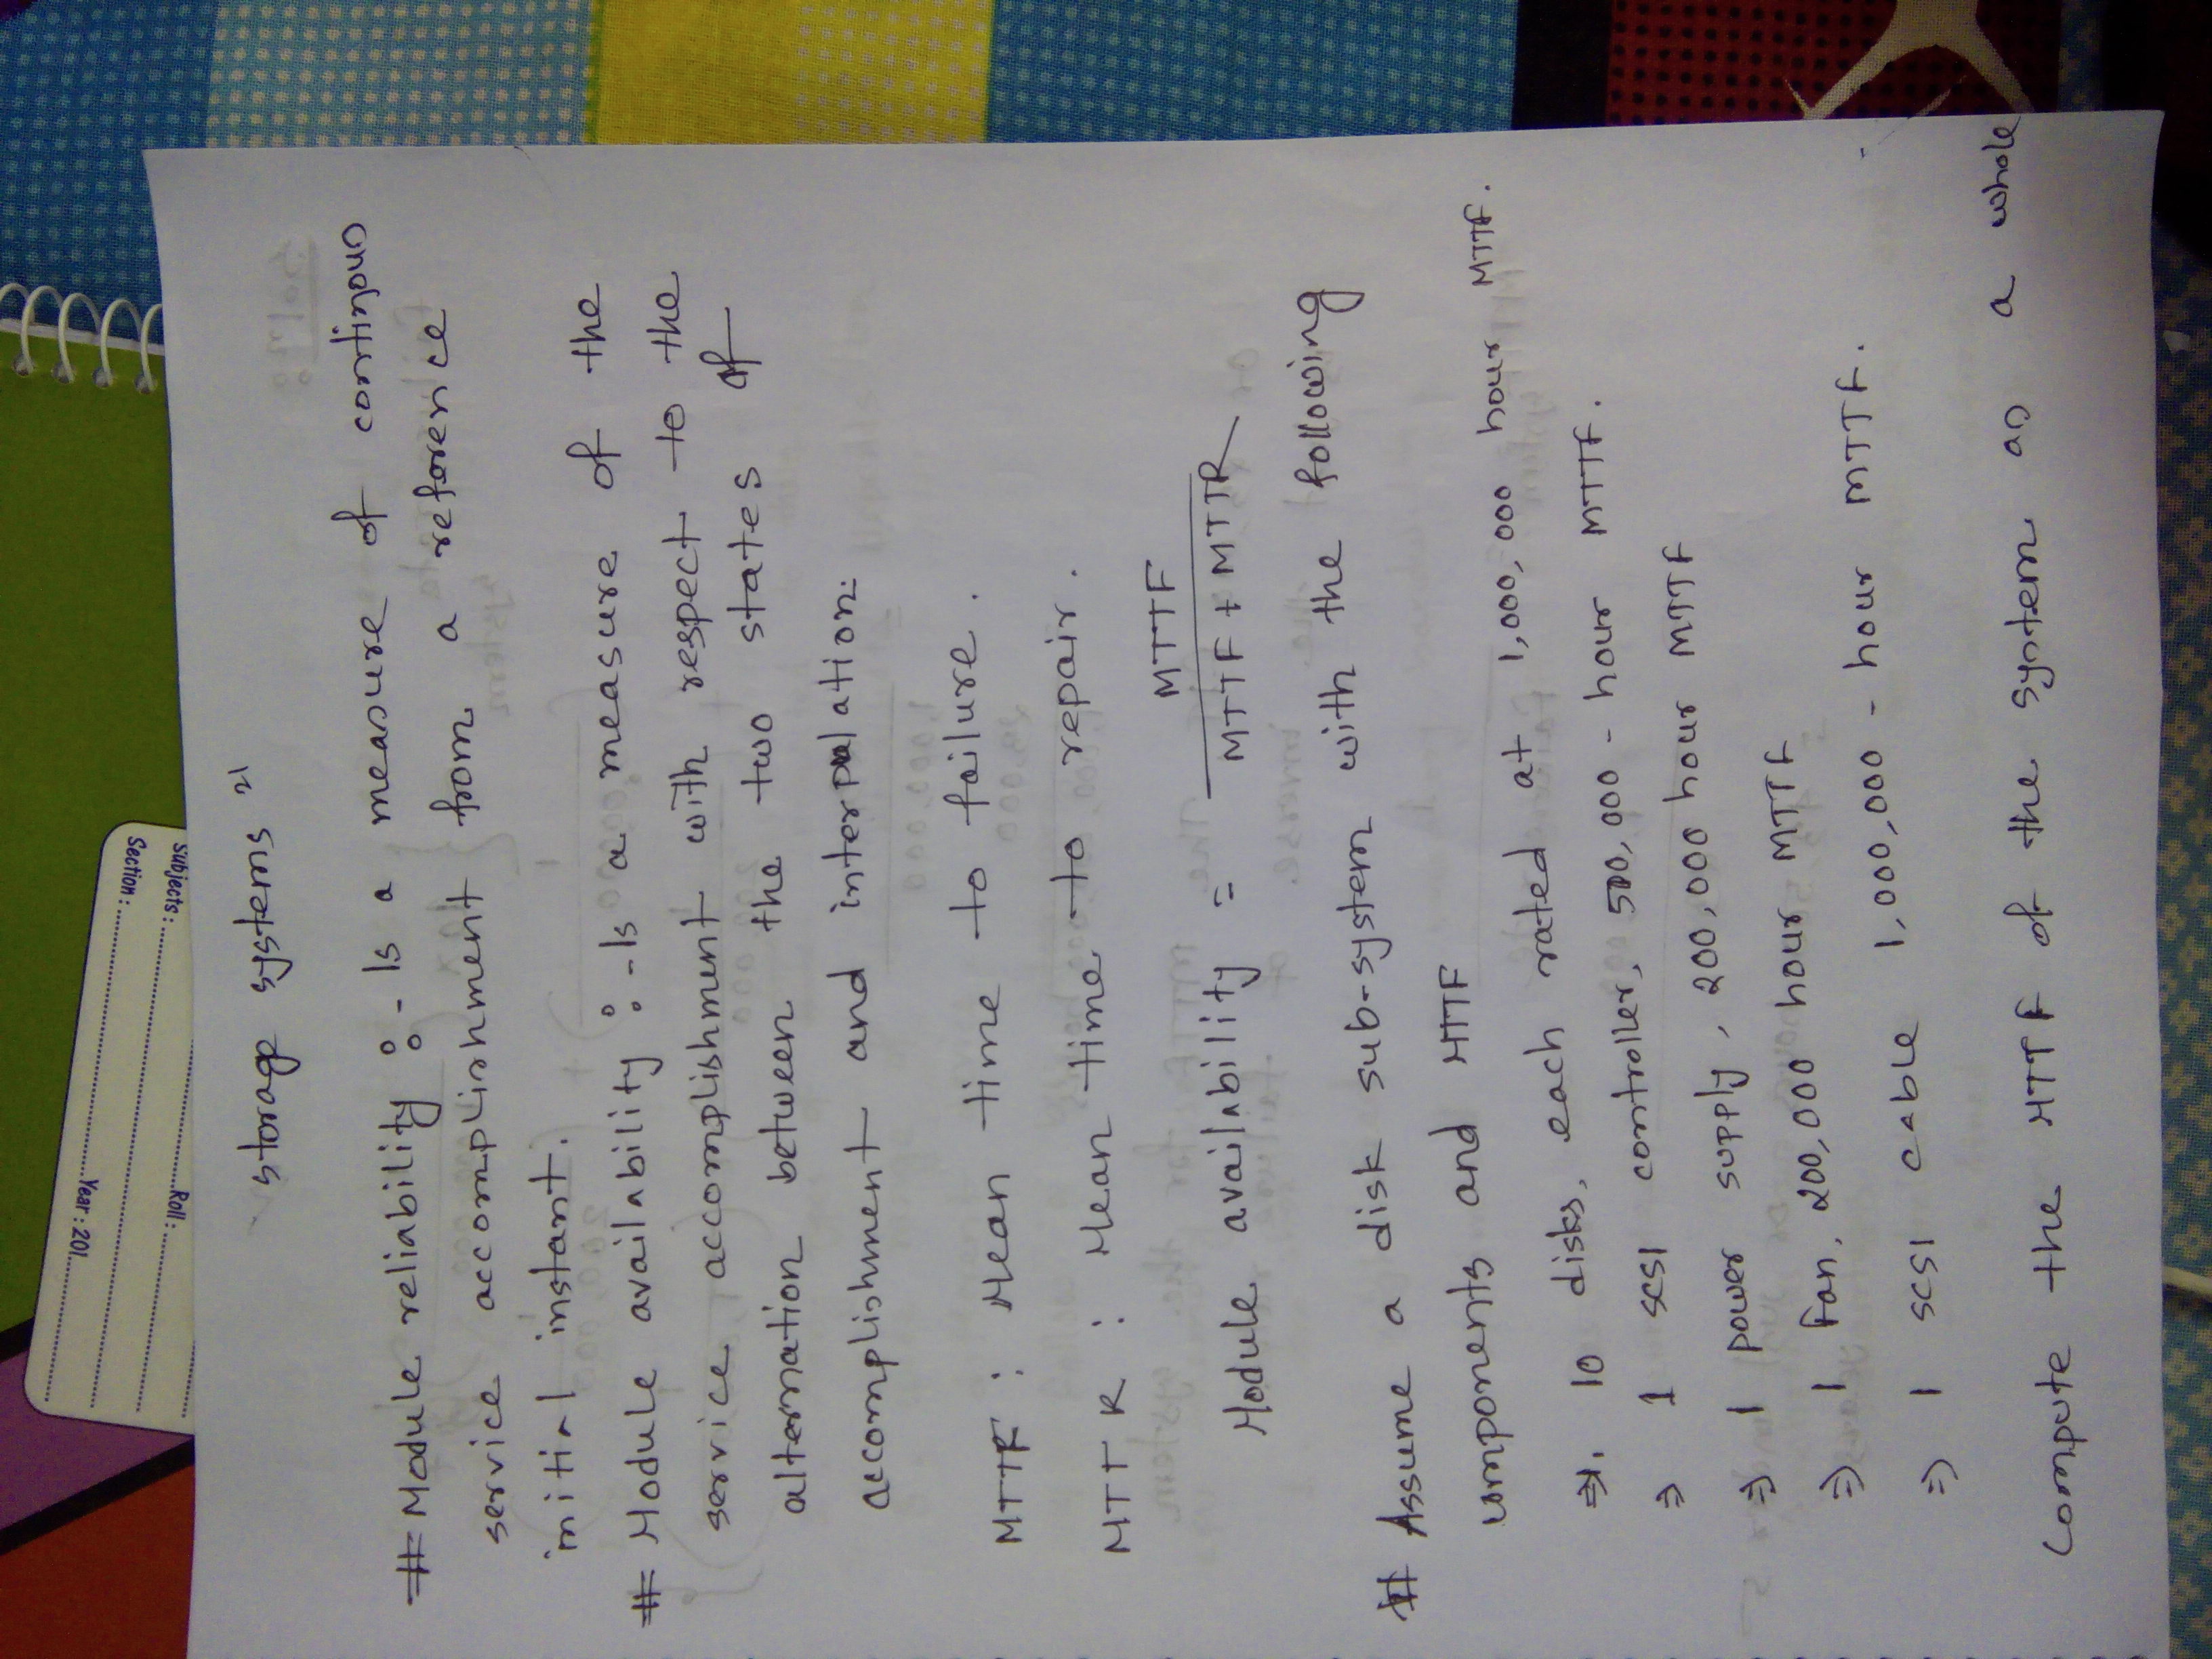 Year : 201
Section :
Roll :
Subjects :
storage systems 21
# Module reliability :- Is a measure of continous
service accomplishment from a reference
initial instant.
# Module availability :- Is a measure of the
service accomplishment with respect to the
alternation between the two states of
accomplishment and interpulation.
MTTF : Mean time to failure.
MTTR : Mean time to repair.
MTTF
Module availability = MTTF + MTTR
# Assume a disk sub-system with the following
components and MTTF
⇒ 10 disks, each rated at 1,000,000 hour MTTF.
⇒ 1 SCSI controller, 500,000 - hour MTTF.
⇒ 1 power supply, 200,000 hour MTTF
⇒ 1 Fan, 200,000 hour MTTF
⇒ 1 SCSI cable 1,000,000 - hour MTTF.
Compute the MTTF of the system as a whole